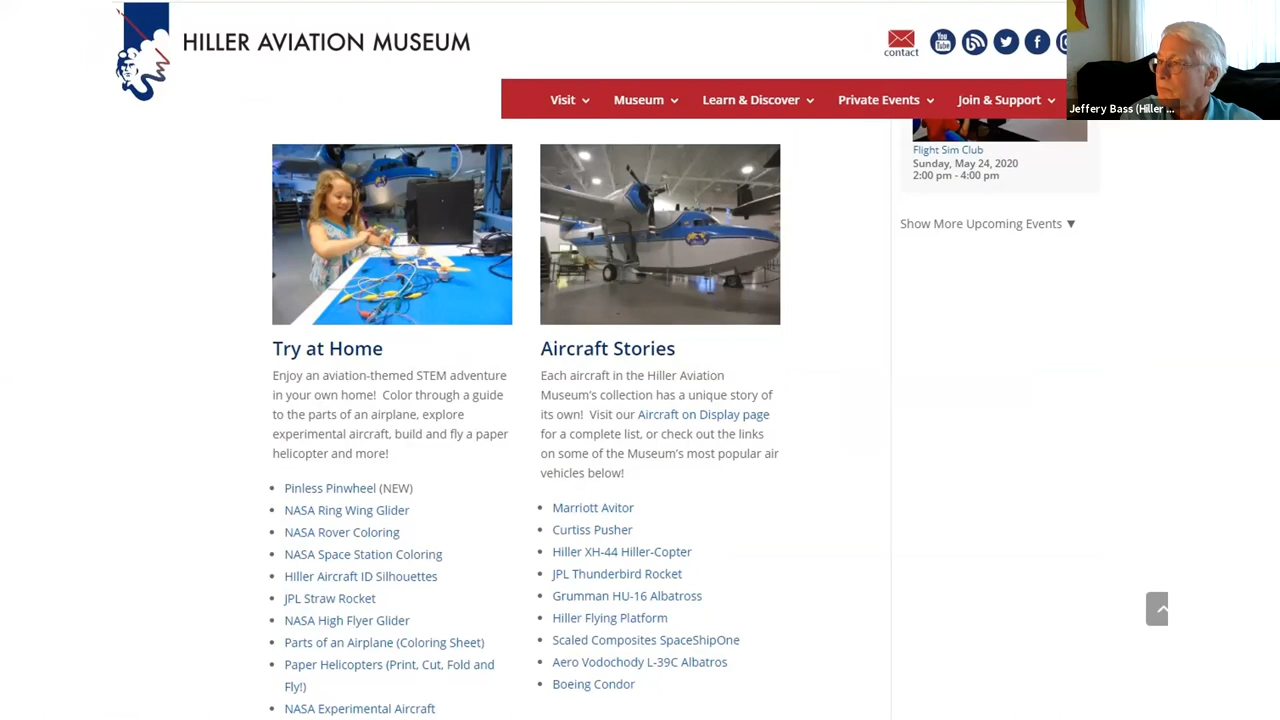 HILLER AVIATION MUSEUM
contact
You
Tube
Visit
Museum
Learn & Discover
Private Events
Join & Support
Jeffery Bass (Hiller ...
Flight Sim Club
Sunday, May 24, 2020
2:00 pm - 4:00 pm
Show More Upcoming Events ▼
Try at Home
Enjoy an aviation-themed STEM adventure
in your own home! Color through a guide
to the parts of an airplane, explore
experimental aircraft, build and fly a paper
helicopter and more!
• Pinless Pinwheel (NEW)
• NASA Ring Wing Glider
• NASA Rover Coloring
• NASA Space Station Coloring
• HIller Aircraft ID Silhouettes
• JPL Straw Rocket
• NASA High Flyer Glider
• Parts of an Airplane (Coloring Sheet)
• Paper Helicopters (Print, Cut, Fold and
Fly!)
• NASA Experimental Aircraft
Aircraft Stories
Each aircraft in the Hiller Aviation
Museum's collection has a unique story of
its own! Visit our Aircraft on Display page
for a complete list, or check out the links
on some of the Museum's most popular air
vehicles below!
• Marriott Avitor
• Curtiss Pusher
• Hiller XH-44 Hiller-Copter
• JPL Thunderbird Rocket
• Grumman HU-16 Albatross
• Hiller Flying Platform
• Scaled Composites SpaceShipOne
• Aero Vodochody L-39C Albatros
• Boeing Condor